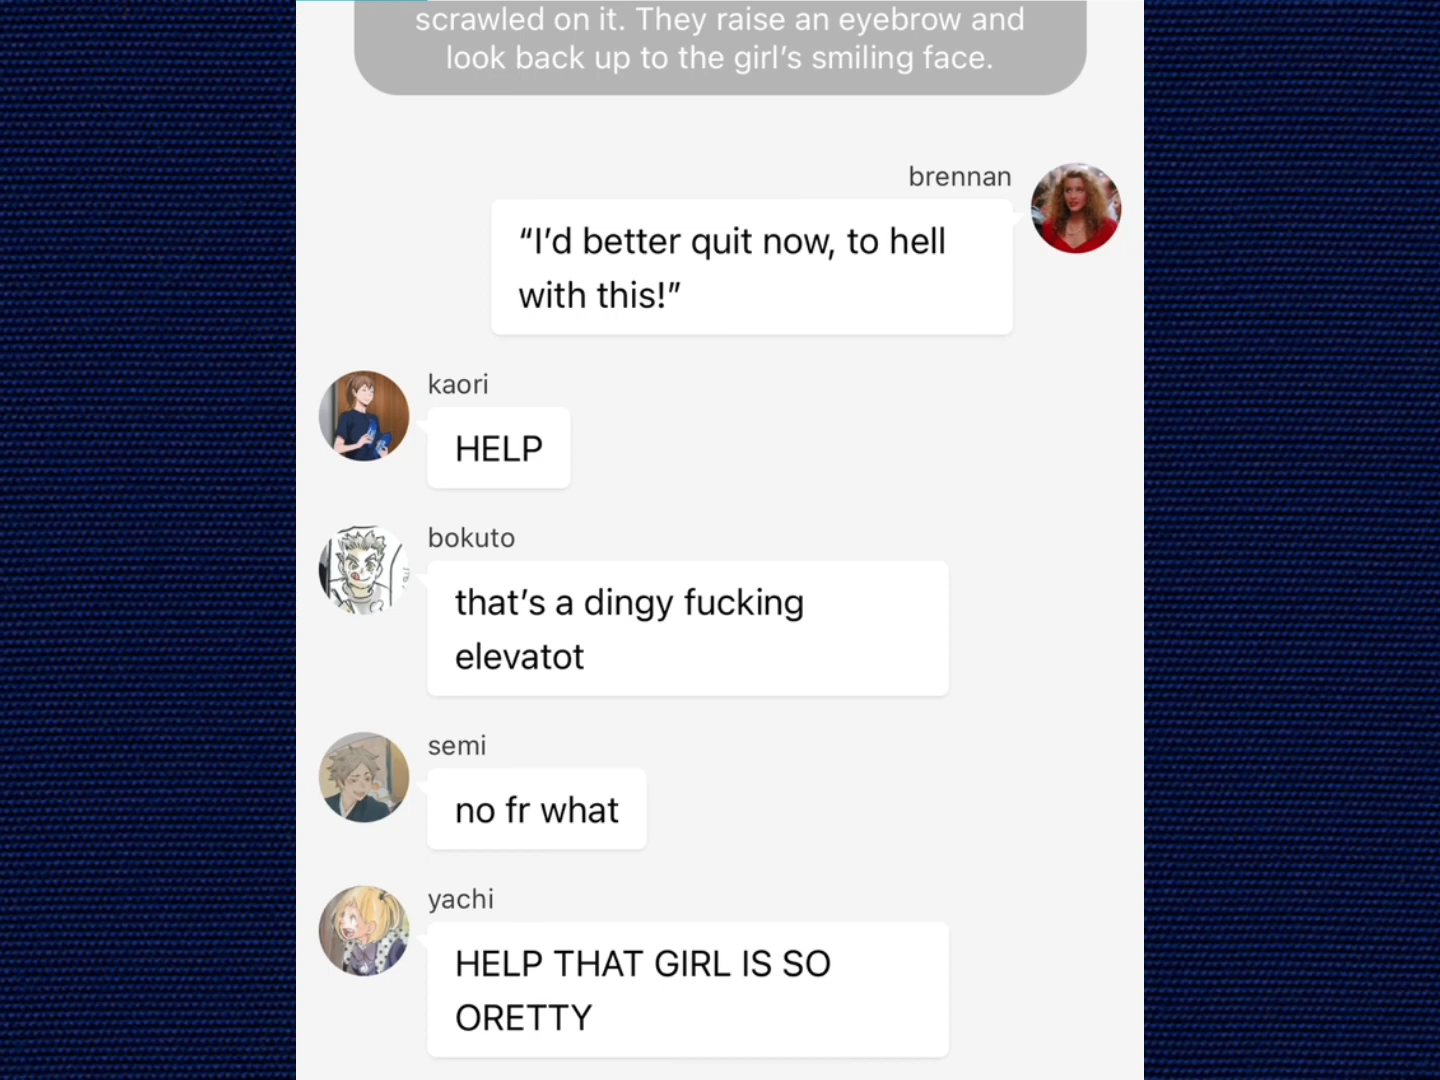 scrawled on it. They raise an eyebrow and
look back up to the girl’s smiling face.
brennan
“I’d better quit now, to hell
with this!”
kaori
HELP
bokuto
that’s a dingy fucking
elevatot
semi
no fr what
yachi
HELP THAT GIRL IS SO
ORETTY